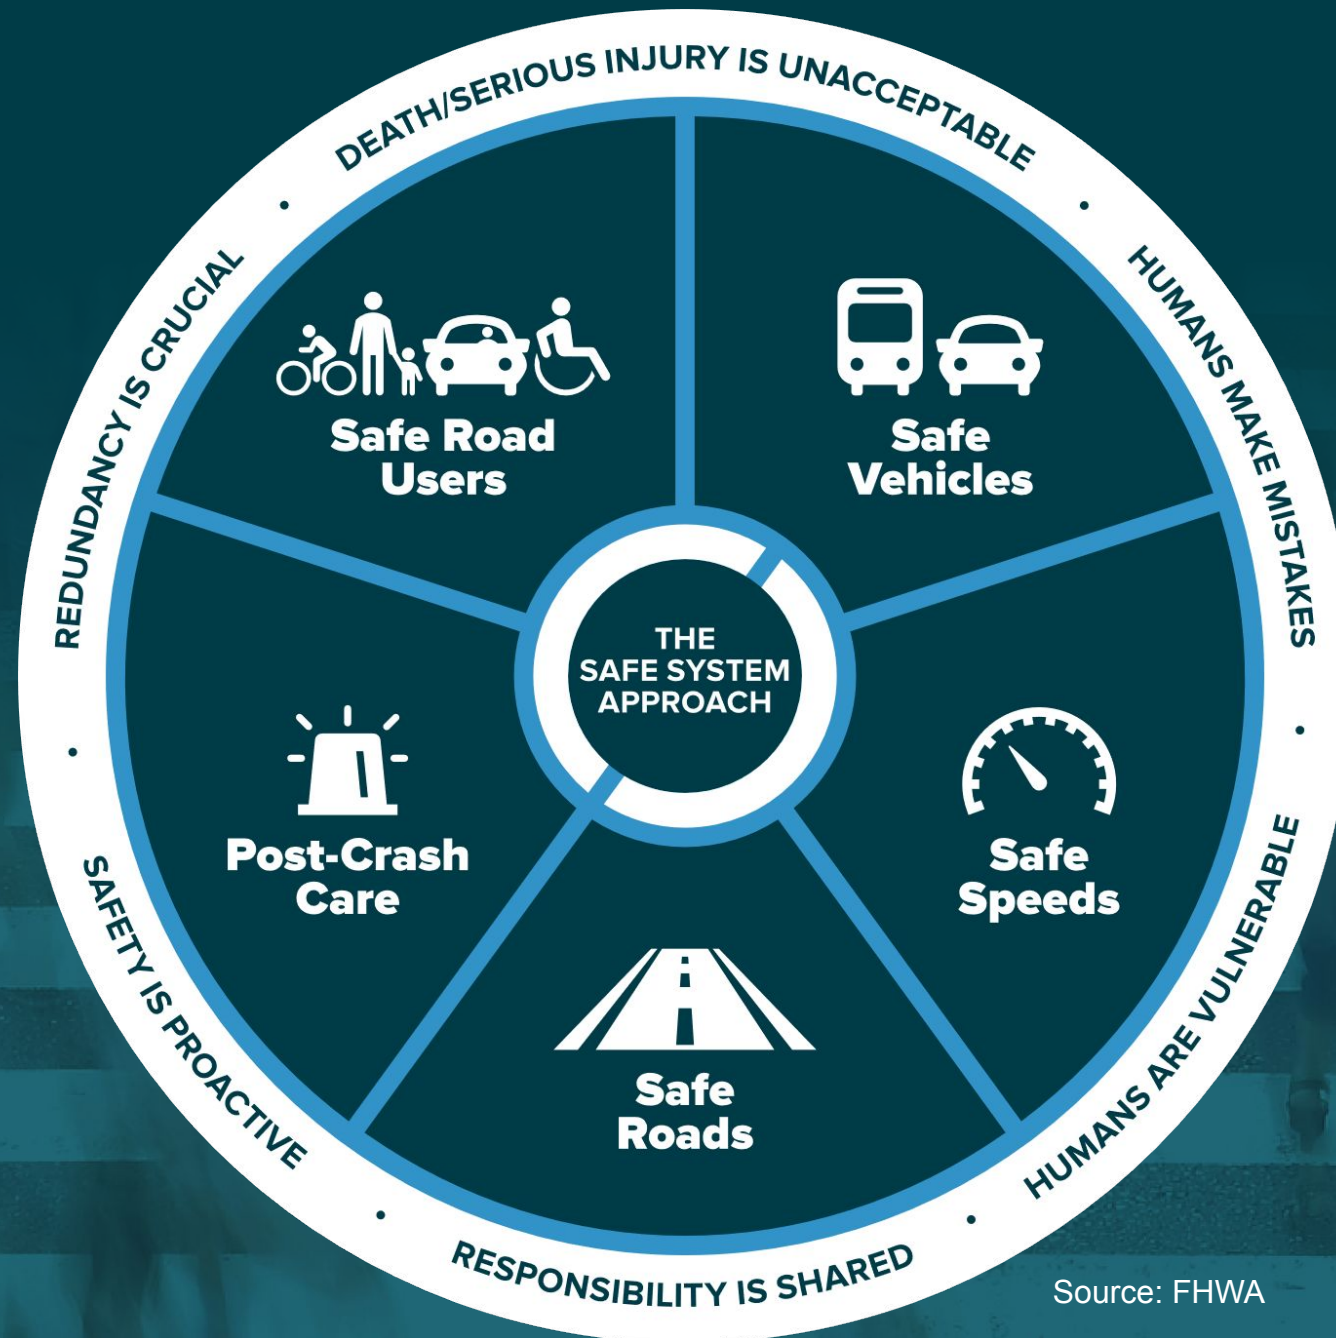 DEATH/SERIOUS INJURY IS UNACCEPTABLE
HUMANS MAKE MISTAKES
HUMANS ARE VULNERABLE
RESPONSIBILITY IS SHARED
SAFETY IS PROACTIVE
REDUNDANCY IS CRUCIAL
Safe Road
Users
Safe
Vehicles
Safe
Speeds
Safe
Roads
Post-Crash
Care
THE
SAFE SYSTEM
APPROACH
Source: FHWA